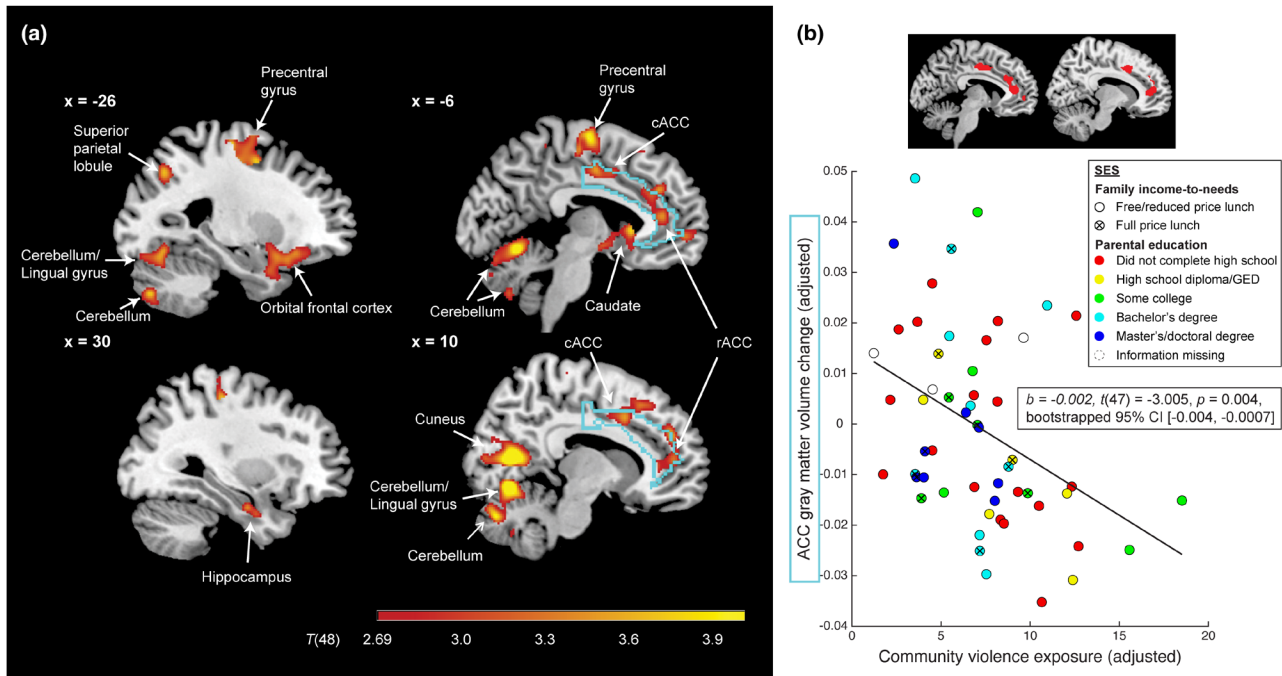 (a)
x = -26
Precentral
gyrus
Superior
parietal
lobule
Cerebellum/
Lingual gyrus
Cerebellum
Orbital frontal cortex
x = -6
Precentral
gyrus
cACC
Cerebellum
Caudate
rACC
x = 30
Hippocampus
x = 10
cACC
Cuneus
Cerebellum/
Lingual gyrus
Cerebellum
T(48)
2.69
3.0
3.3
3.6
3.9
(b)
SES
Family income-to-needs
Free/reduced price lunch
Full price lunch
Parental education
Did not complete high school
High school diploma/GED
Some college
Bachelor's degree
Master's/doctoral degree
Information missing
b = -0.002, t(47) = -3.005, p = 0.004,
bootstrapped 95% CI [-0.004, -0.0007]
ACC gray matter volume change (adjusted)
0.05
0.04
0.03
0.02
0.01
0
-0.01
-0.02
-0.03
-0.04
0
5
10
15
20
Community violence exposure (adjusted)